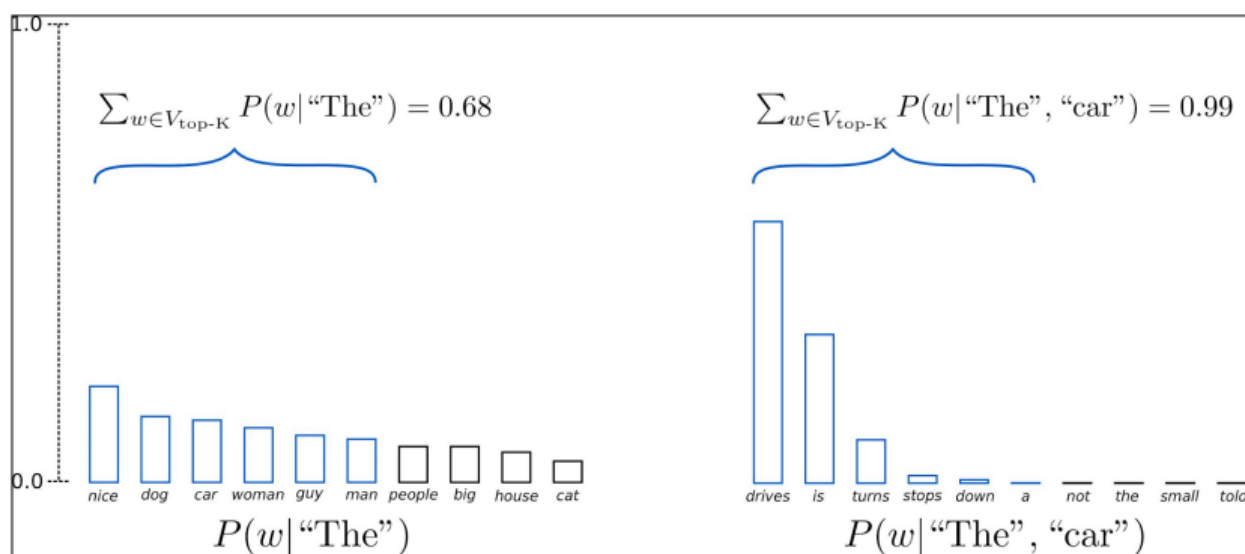 1.0
∑w∈Vtop-K P(w|“The”) = 0.68
∑w∈Vtop-K P(w|“The”, “car”) = 0.99
0.0
nice dog car woman guy man people big house cat
drives is turns stops down a not the small told
P(w|“The”)
P(w|“The”, “car”)